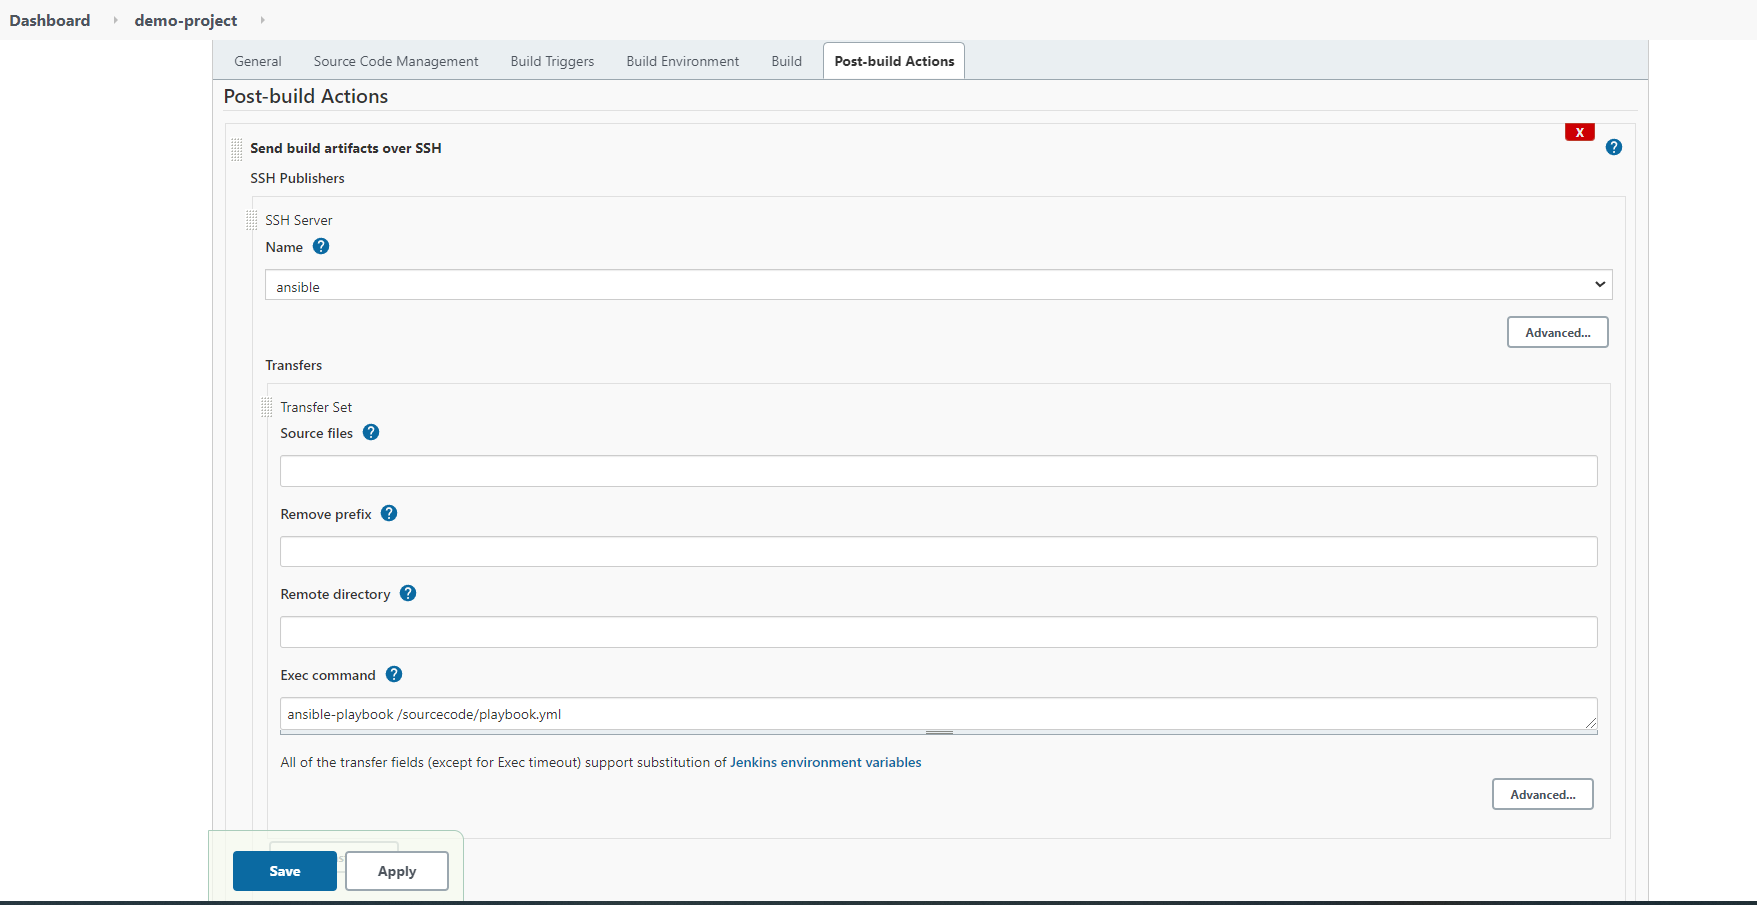 Dashboard demo-project
General Source Code Management Build Triggers Build Environment Build Post-build Actions
Post-build Actions
X
Send build artifacts over SSH ?
SSH Publishers
SSH Server
Name ?
ansible
Advanced...
Transfers
Transfer Set
Source files ?
Remove prefix ?
Remote directory ?
Exec command ?
ansible-playbook /sourcecode/playbook.yml
All of the transfer fields (except for Exec timeout) support substitution of Jenkins environment variables
Advanced...
Save Apply